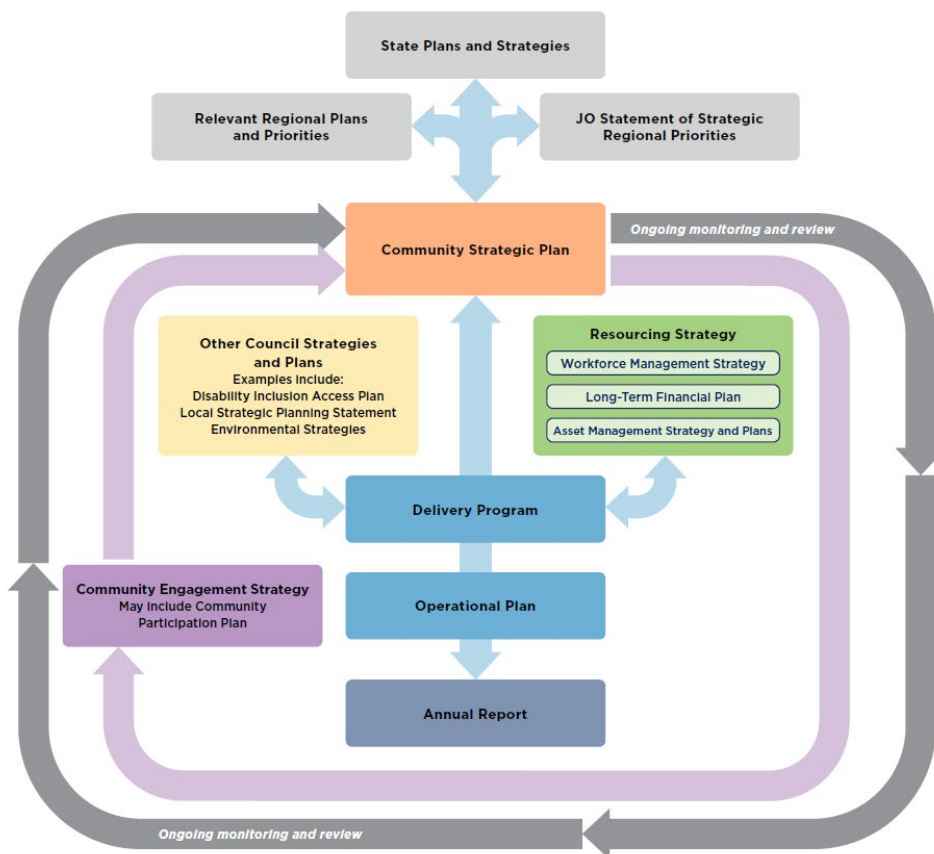 State Plans and Strategies
Relevant Regional Plans
and Priorities
JO Statement of Strategic
Regional Priorities
Community Strategic Plan
Ongoing monitoring and review
Other Council Strategies
and Plans
Examples include:
Disability Inclusion Access Plan
Local Strategic Planning Statement
Environmental Strategies
Resourcing Strategy
Workforce Management Strategy
Long-Term Financial Plan
Asset Management Strategy and Plans
Delivery Program
Community Engagement Strategy
May include Community
Participation Plan
Operational Plan
Annual Report
Ongoing monitoring and review